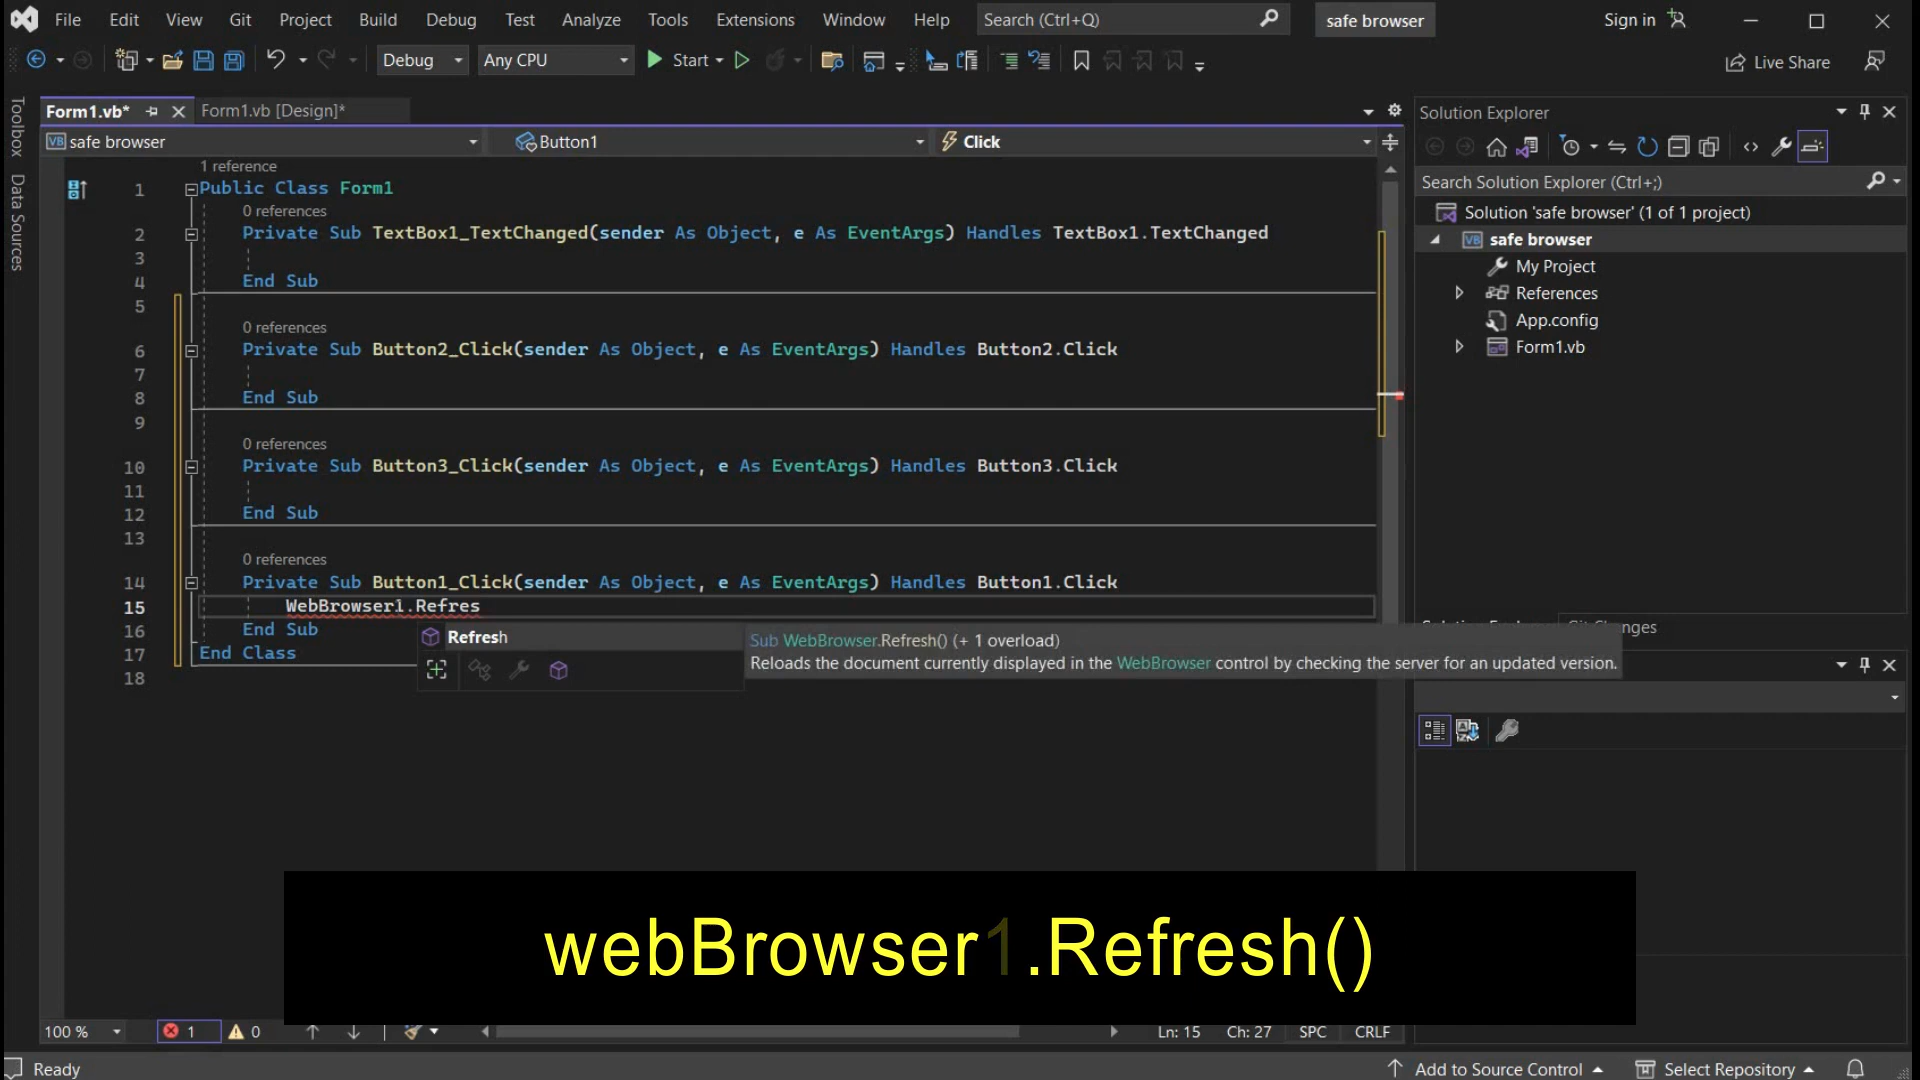 File Edit View Git Project Build Debug Test Analyze Tools Extensions Window Help Search (Ctrl+Q) safe browser Sign in
Debug Any CPU Start Live Share
Toolbox
Data Sources
Form1.vb* Form1.vb [Design]*
VB safe browser Button1 Click
1 reference
1 Public Class Form1
0 references
2 Private Sub TextBox1_TextChanged(sender As Object, e As EventArgs) Handles TextBox1.TextChanged
3
4 End Sub
5
0 references
6 Private Sub Button2_Click(sender As Object, e As EventArgs) Handles Button2.Click
7
8 End Sub
9
0 references
10 Private Sub Button3_Click(sender As Object, e As EventArgs) Handles Button3.Click
11
12 End Sub
13
0 references
14 Private Sub Button1_Click(sender As Object, e As EventArgs) Handles Button1.Click
15 WebBrowser1.Refres
16 End Sub
17 End Class
18
Refresh
Sub WebBrowser.Refresh() (+ 1 overload)
Reloads the document currently displayed in the WebBrowser control by checking the server for an updated version.
Solution Explorer
Search Solution Explorer (Ctrl+;)
Solution 'safe browser' (1 of 1 project)
VB safe browser
My Project
References
App.config
Form1.vb
webBrowser1.Refresh()
100 % 1 0 Ln: 15 Ch: 27 SPC CRLF
Ready Add to Source Control Select Repository